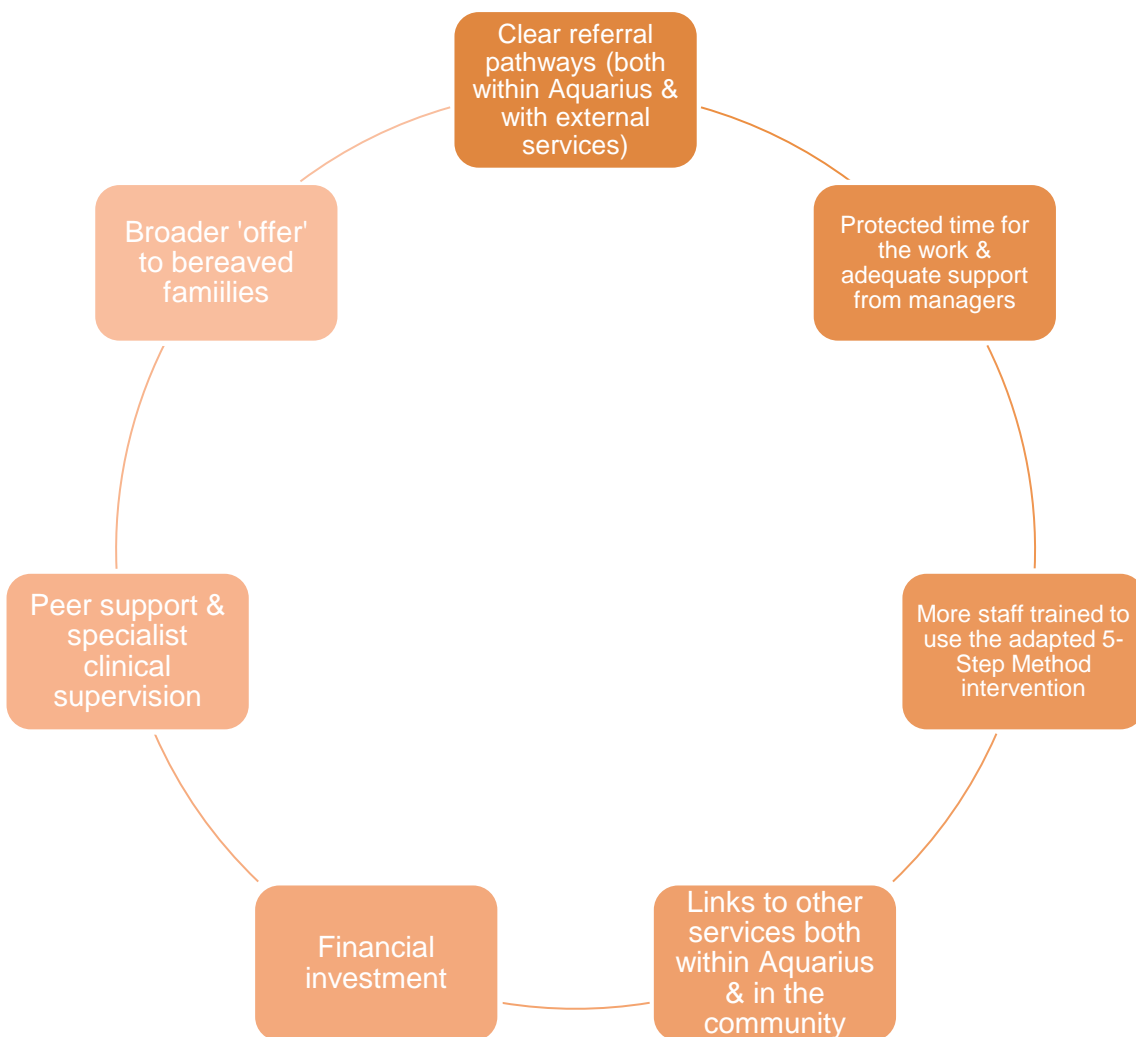 Clear referral
pathways (both
within Aquarius &
with external
services)
Protected time for
the work &
adequate support
from managers
More staff trained to
use the adapted 5-
Step Method
intervention
Links to other
services both
within Aquarius
& in the
community
Financial
investment
Peer support &
specialist
clinical
supervision
Broader 'offer'
to bereaved
famiilies